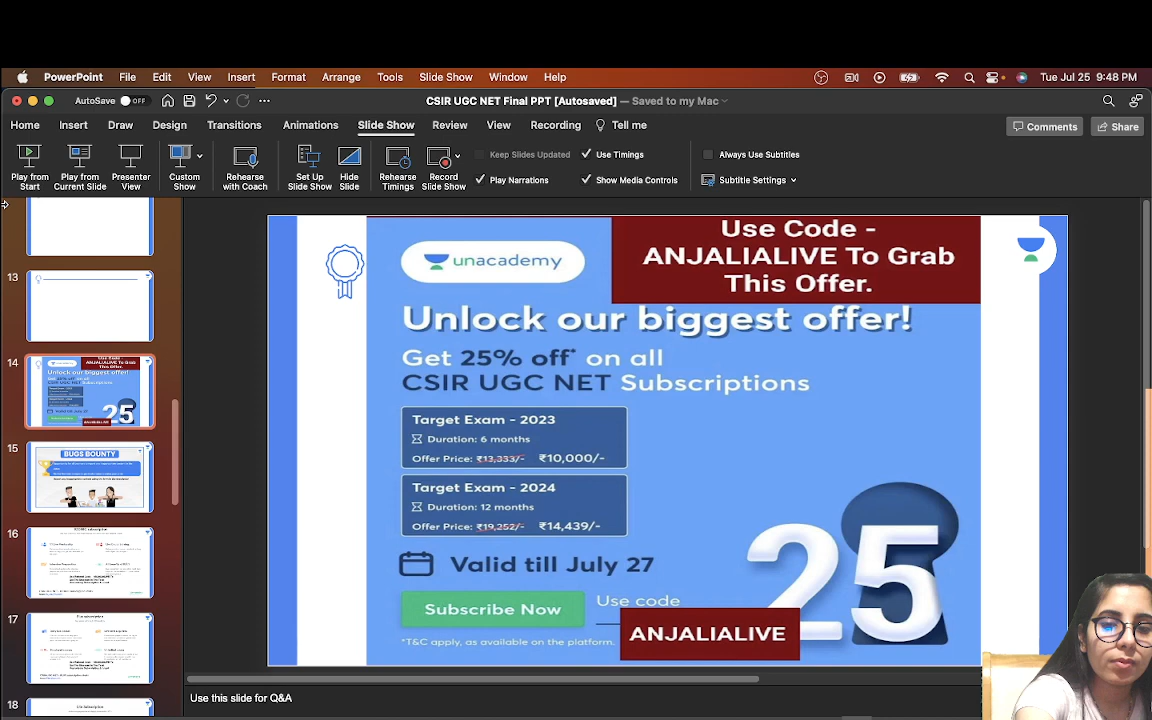 PowerPoint File Edit View Insert Format Arrange Tools Slide Show Window Help Tue Jul 25 9:48 PM
AutoSave OFF CSIR UGC NET Final PPT [Autosaved] — Saved to my Mac
Home Insert Draw Design Transitions Animations Slide Show Review View Recording Tell me Comments Share
Play from Start
Play from Current Slide
Presenter View
Custom Show
Rehearse with Coach
Set Up Slide Show
Hide Slide
Rehearse Timings
Record Slide Show
Keep Slides Updated
Use Timings
Play Narrations
Show Media Controls
Always Use Subtitles
Subtitle Settings
13
14
15
BUGS BOUNTY
16
17
18
unacademy
Use Code -
ANJALIALIVE To Grab
This Offer.
Unlock our biggest offer!
Get 25% off* on all
CSIR UGC NET Subscriptions
Target Exam - 2023
Duration: 6 months
Offer Price: ₹13,333/- ₹10,000/-
Target Exam - 2024
Duration: 12 months
Offer Price: ₹19,252/- ₹14,439/-
25
Valid till July 27
Subscribe Now
Use code
ANJALIALIVE
*T&C apply, as available on the platform.
Use this slide for Q&A